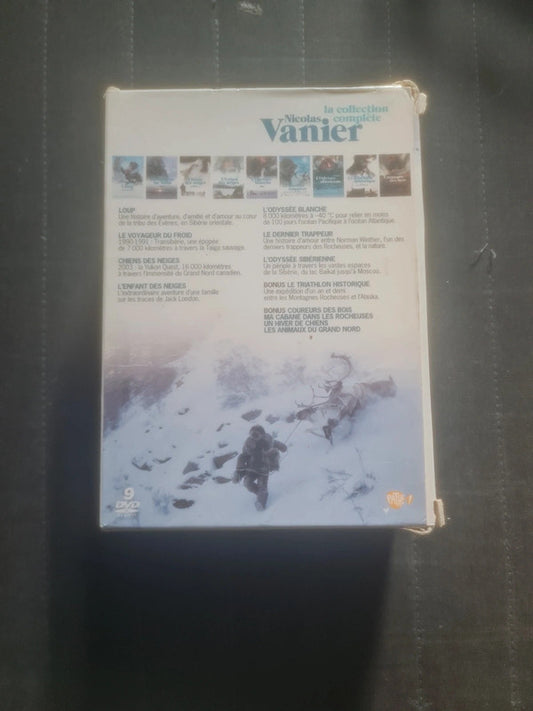 la collection
Nicolas complète
Vanier
LOUP
Une histoire d'aventure, d'amitié et d'amour au cœur
de la tribu des Evènes, en Sibérie orientale.
LE VOYAGEUR DU FROID
1990-1991 : Transibérie, une épopée
de 7 000 kilomètres à travers la Taïga sauvage.
CHIENS DES NEIGES
2003 : la Yukon Quest, 16 000 kilomètres
à travers l'immensité du Grand Nord canadien.
L'ENFANT DES NEIGES
L'extraordinaire aventure d'une famille
sur les traces de Jack London.
L'ODYSSÉE BLANCHE
8 000 kilomètres à -40 °C pour relier en moins
de 100 jours l'océan Pacifique à l'océan Atlantique.
LE DERNIER TRAPPEUR
Une histoire d'amour entre Norman Winther, l'un des
derniers trappeurs des Rocheuses, et la nature.
L'ODYSSÉE SIBÉRIENNE
Un périple à travers les vastes espaces
de la Sibérie, du lac Baïkal jusqu'à Moscou.
BONUS LE TRIATHLON HISTORIQUE
Une expédition d'un an et demi
entre les Montagnes Rocheuses et l'Alaska.
BONUS COUREURS DES BOIS
MA CABANE DANS LES ROCHEUSES
UN HIVER DE CHIENS
LES ANIMAUX DU GRAND NORD
9
DVD